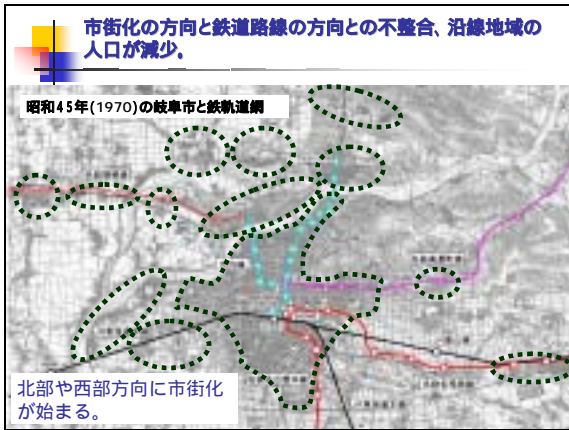 市街化の方向と鉄道路線の方向との不整合、沿線地域の
人口が減少。
昭和45年(1970)の岐阜市と鉄軌道網
北部や西部方向に市街化
が始まる。